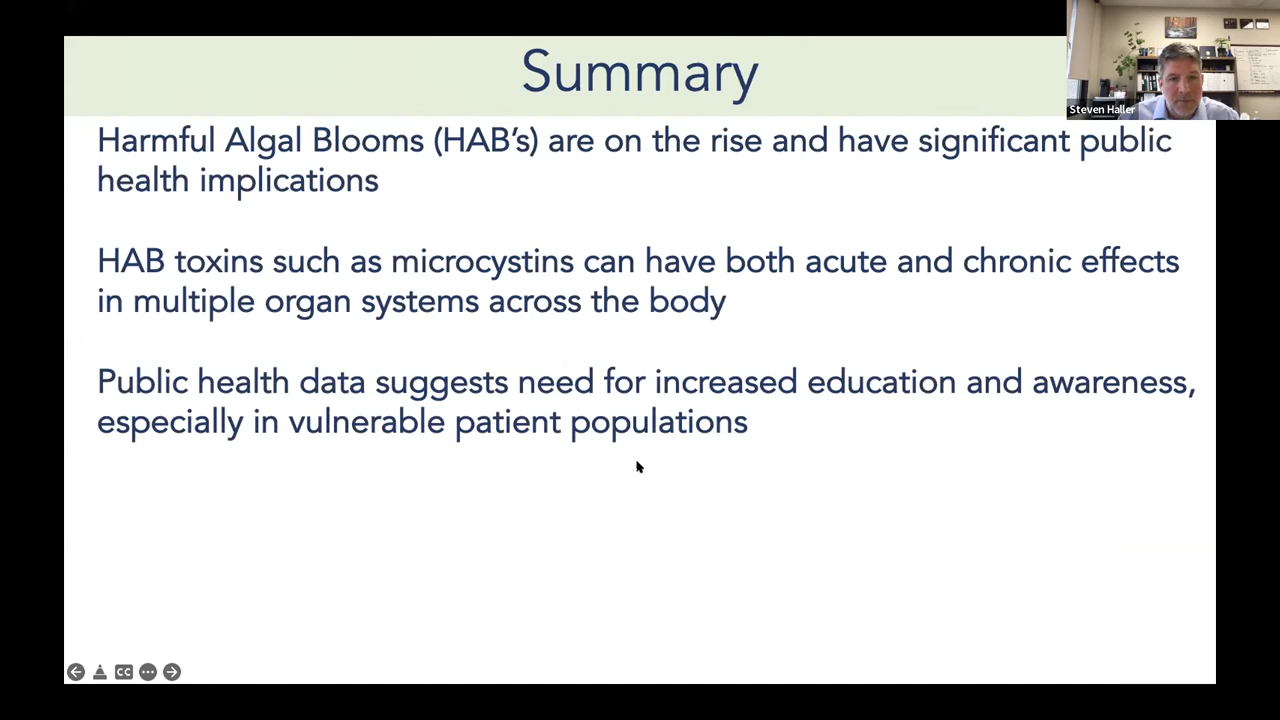 Summary
Steven Haller
Harmful Algal Blooms (HAB's) are on the rise and have significant public
health implications
HAB toxins such as microcystins can have both acute and chronic effects
in multiple organ systems across the body
Public health data suggests need for increased education and awareness,
especially in vulnerable patient populations
CC